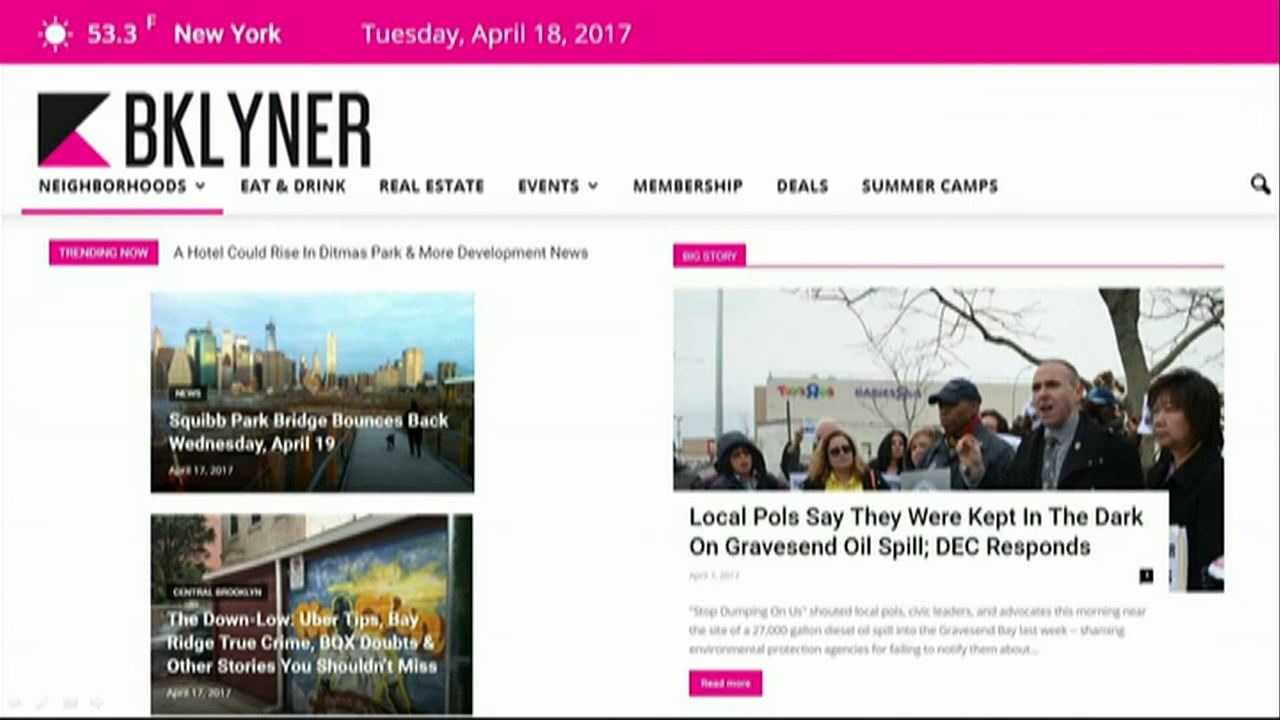 53.3 F New York Tuesday, April 18, 2017
BKLYNER
NEIGHBORHOODS EAT & DRINK REAL ESTATE EVENTS MEMBERSHIP DEALS SUMMER CAMPS
TRENDING NOW A Hotel Could Rise In Ditmas Park & More Development News
NEWS
Squibb Park Bridge Bounces Back
Wednesday, April 19
April 17, 2017
CENTRAL BROOKLYN
The Down-Low: Uber Tips, Bay
Ridge True Crime, BQX Doubts &
Other Stories You Shouldn't Miss
April 17, 2017
BIG STORY
TOYS R US BABIES R US
Local Pols Say They Were Kept In The Dark
On Gravesend Oil Spill; DEC Responds
April 7, 2017
1
"Stop Dumping On Us" shouted local pols, civic leaders, and advocates this morning near
the site of a 27,000-gallon diesel oil spill into the Gravesend Bay last week -- shaming
environmental protection agencies for failing to notify them about...
Read more